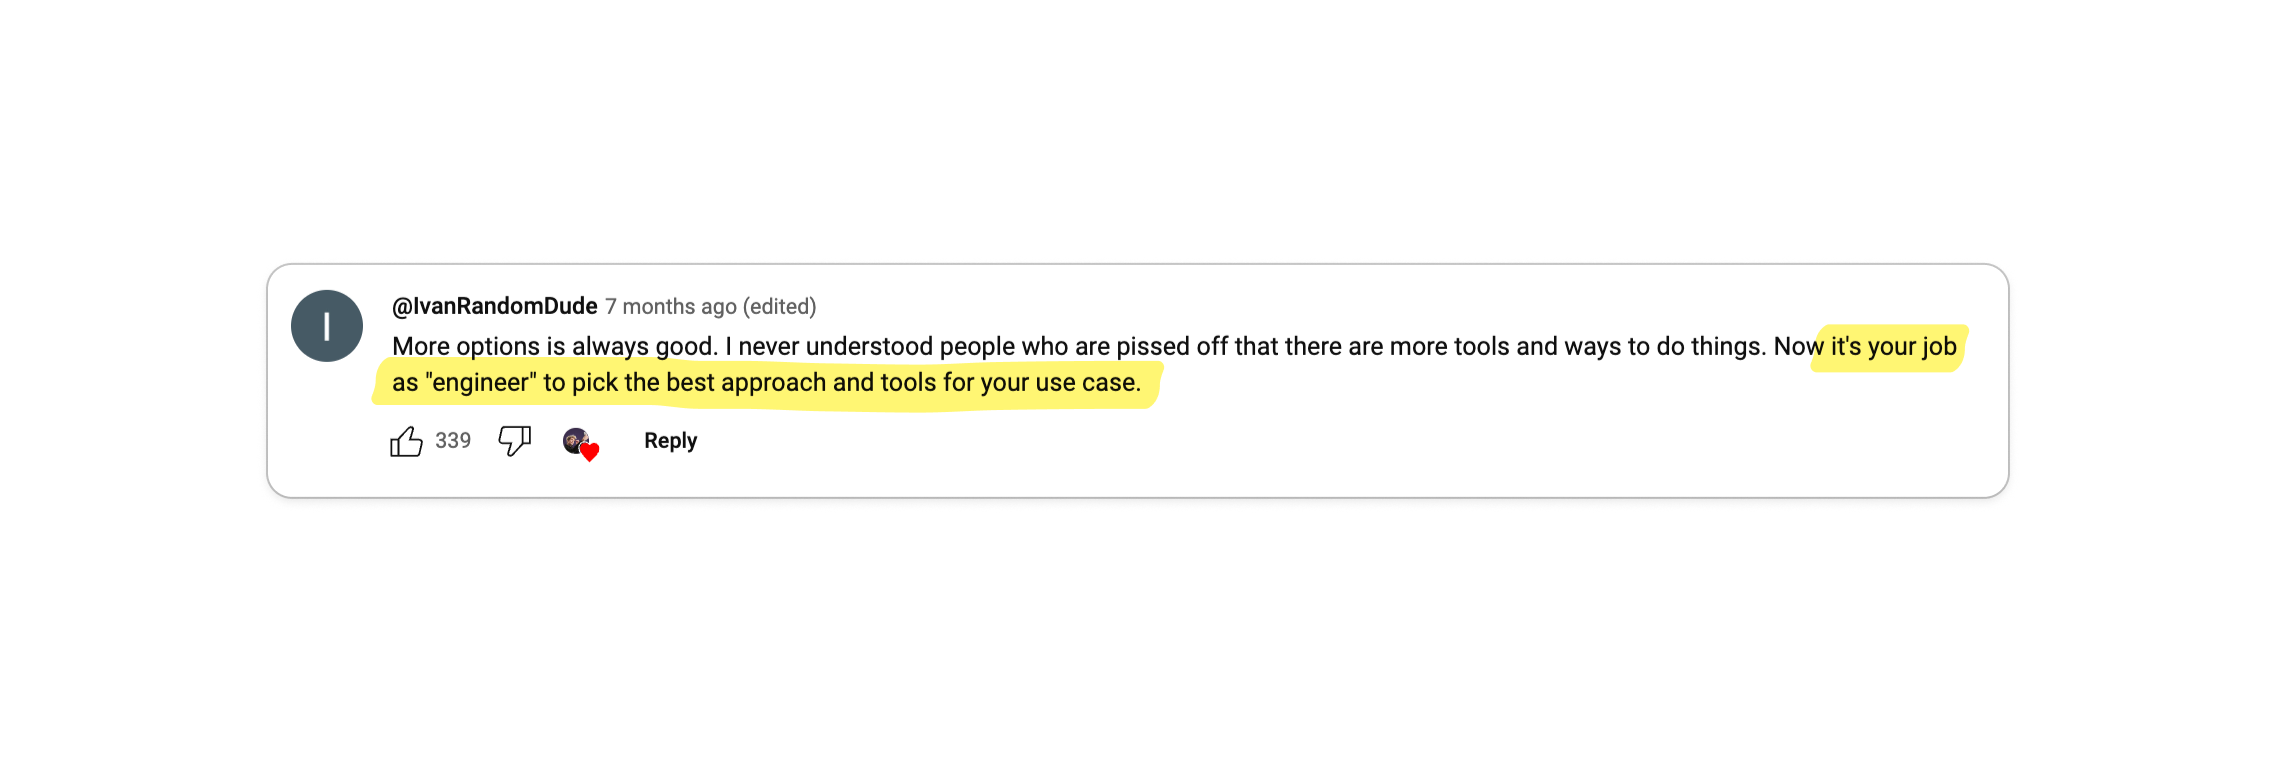 I
@IvanRandomDude 7 months ago (edited)
More options is always good. I never understood people who are pissed off that there are more tools and ways to do things. Now it's your job
as "engineer" to pick the best approach and tools for your use case.
339 Reply